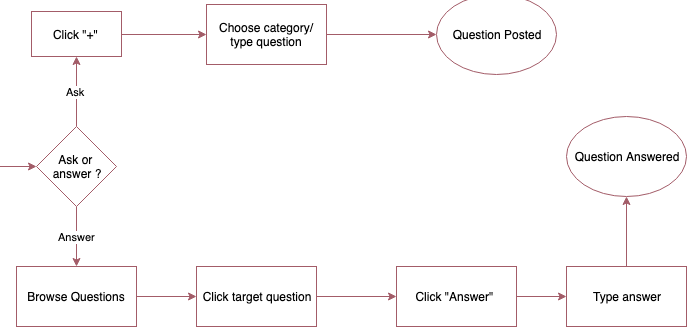 Click "+"
Choose category/
type question
Question Posted
Ask
Ask or
answer ?
Question Answered
Answer
Browse Questions
Click target question
Click "Answer"
Type answer